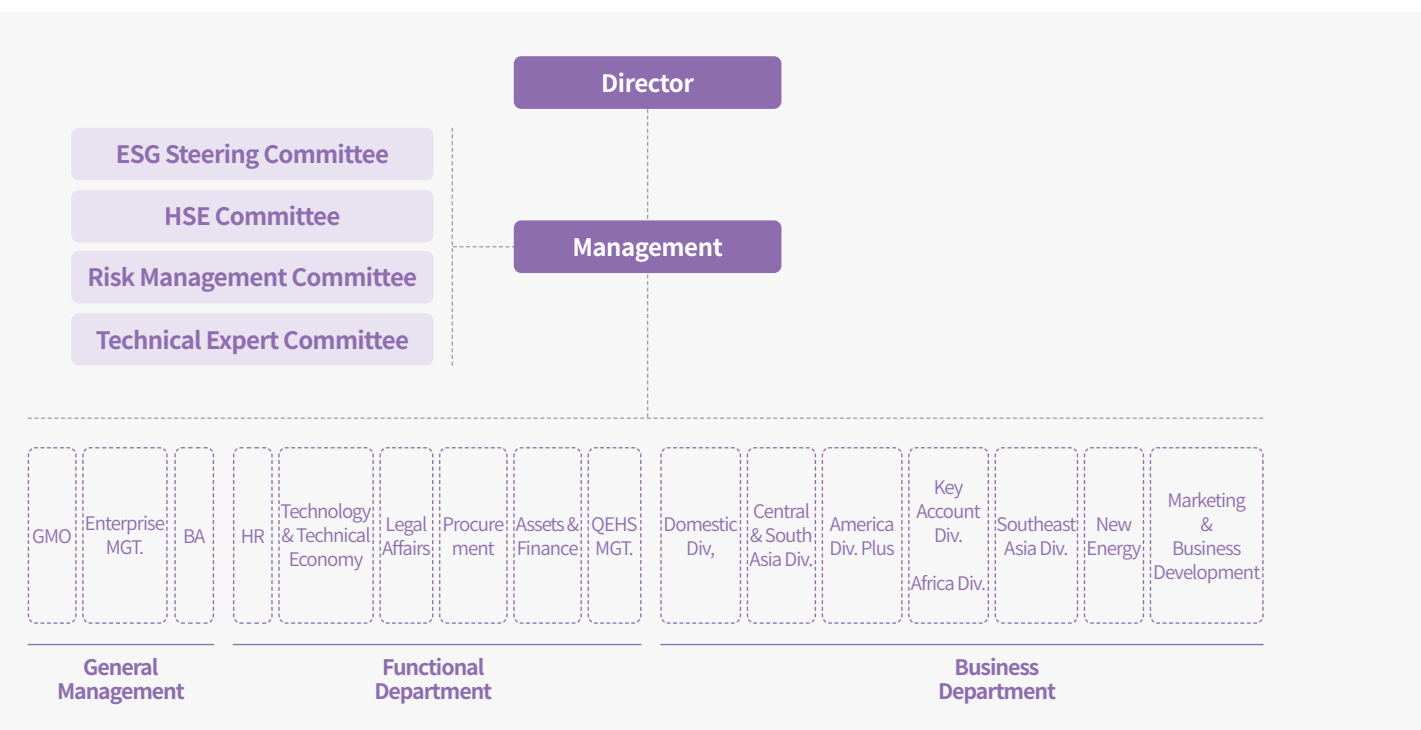 Director
ESG Steering Committee
HSE Committee
Management
Risk Management Committee
Technical Expert Committee
GMO
Enterprise
MGT.
BA
HR
Technology
& Technical
Economy
Legal
Affairs
Procure
ment
Assets &
Finance
QEHS
MGT.
Domestic
Div,
Central
& South
Asia Div.
America
Div. Plus
Key
Account
Div.
Africa Div.
Southeast
Asia Div.
New
Energy
Marketing
&
Business
Development
General
Management
Functional
Department
Business
Department